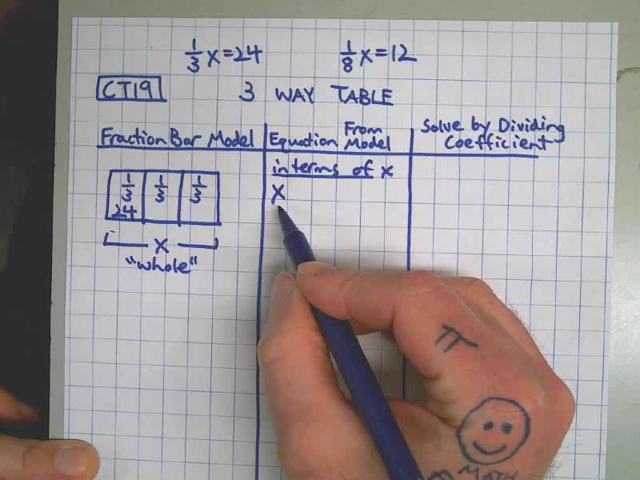 1/3 x=24
1/8 x=12
CT19
3 WAY TABLE
Fraction Bar Model
Equation From Model
Solve by Dividing Coefficient
in terms of x
1/3 1/3 1/3
24
x
"whole"
X
π
MATH